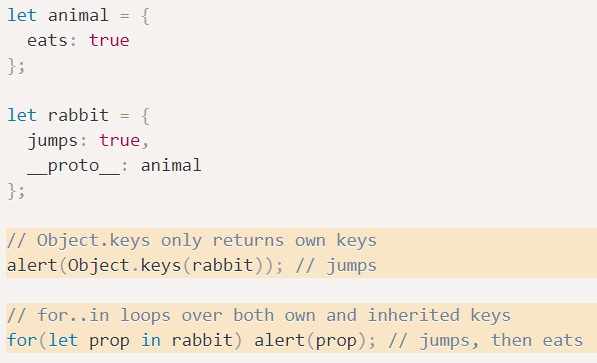 let animal = {
  eats: true
};

let rabbit = {
  jumps: true,
  __proto__: animal
};

// Object.keys only returns own keys
alert(Object.keys(rabbit)); // jumps

// for..in loops over both own and inherited keys
for(let prop in rabbit) alert(prop); // jumps, then eats